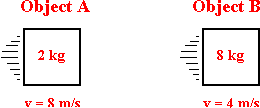 Object A Object B
2 kg 8 kg
v = 8 m/s v = 4 m/s